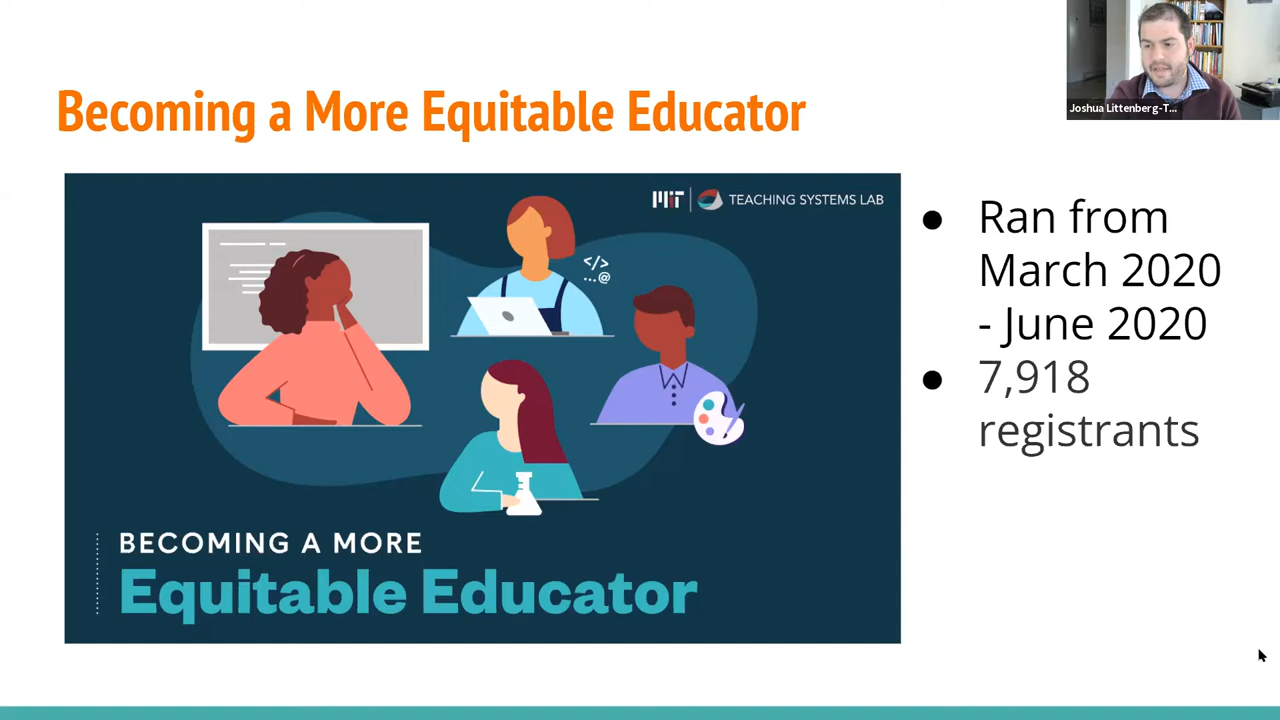 Becoming a More Equitable Educator
Joshua Littenberg-T...
MIT TEACHING SYSTEMS LAB
</>
...@
BECOMING A MORE
Equitable Educator
● Ran from
March 2020
- June 2020
● 7,918
registrants